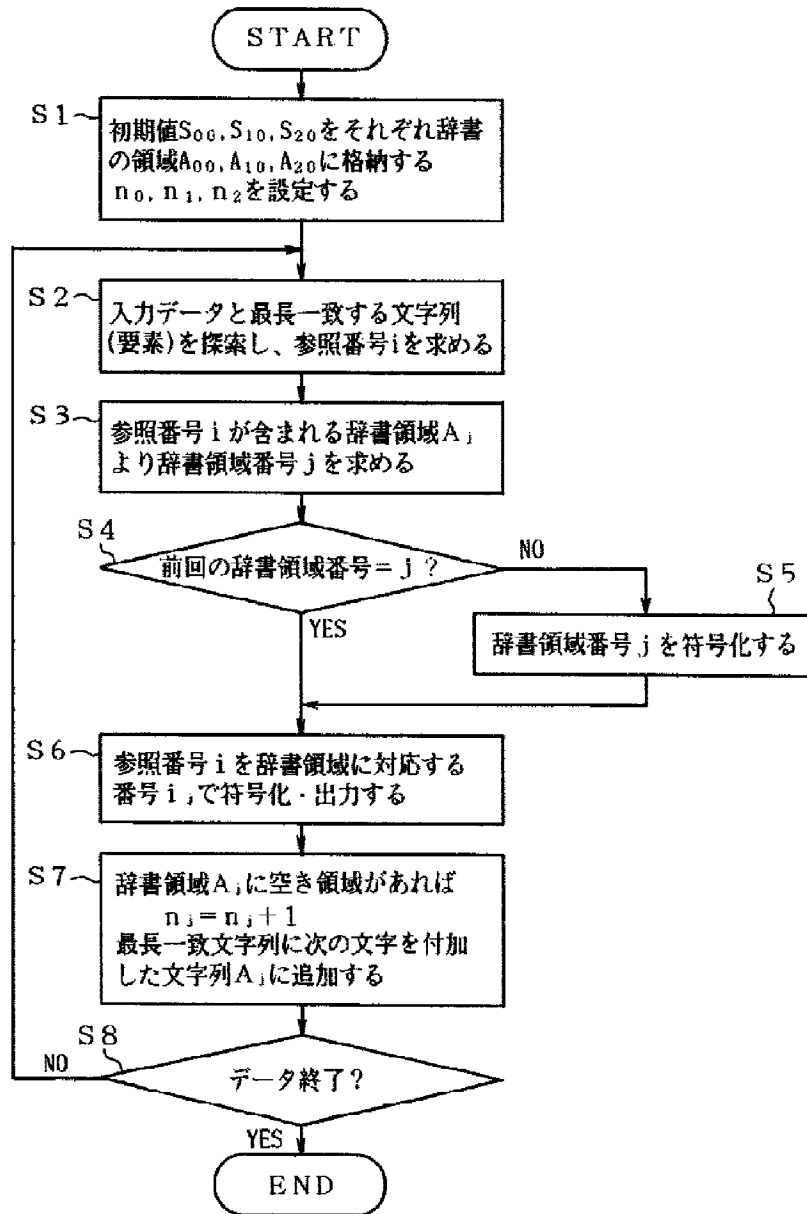 START
S1
初期値S₀₀,S₁₀,S₂₀をそれぞれ辞書
の領域A₀₀,A₁₀,A₂₀に格納する
n₀,n₁,n₂を設定する
S2
入力データと最長一致する文字列
(要素)を探索し、参照番号iを求める
S3
参照番号iが含まれる辞書領域Aⱼ
より辞書領域番号jを求める
S4
前回の辞書領域番号=j?
NO
YES
S5
辞書領域番号jを符号化する
S6
参照番号iを辞書領域に対応する
番号iⱼで符号化・出力する
S7
辞書領域Aⱼに空き領域があれば
nⱼ=nⱼ+1
最長一致文字列に次の文字を付加
した文字列Aⱼに追加する
S8
NO
データ終了?
YES
END